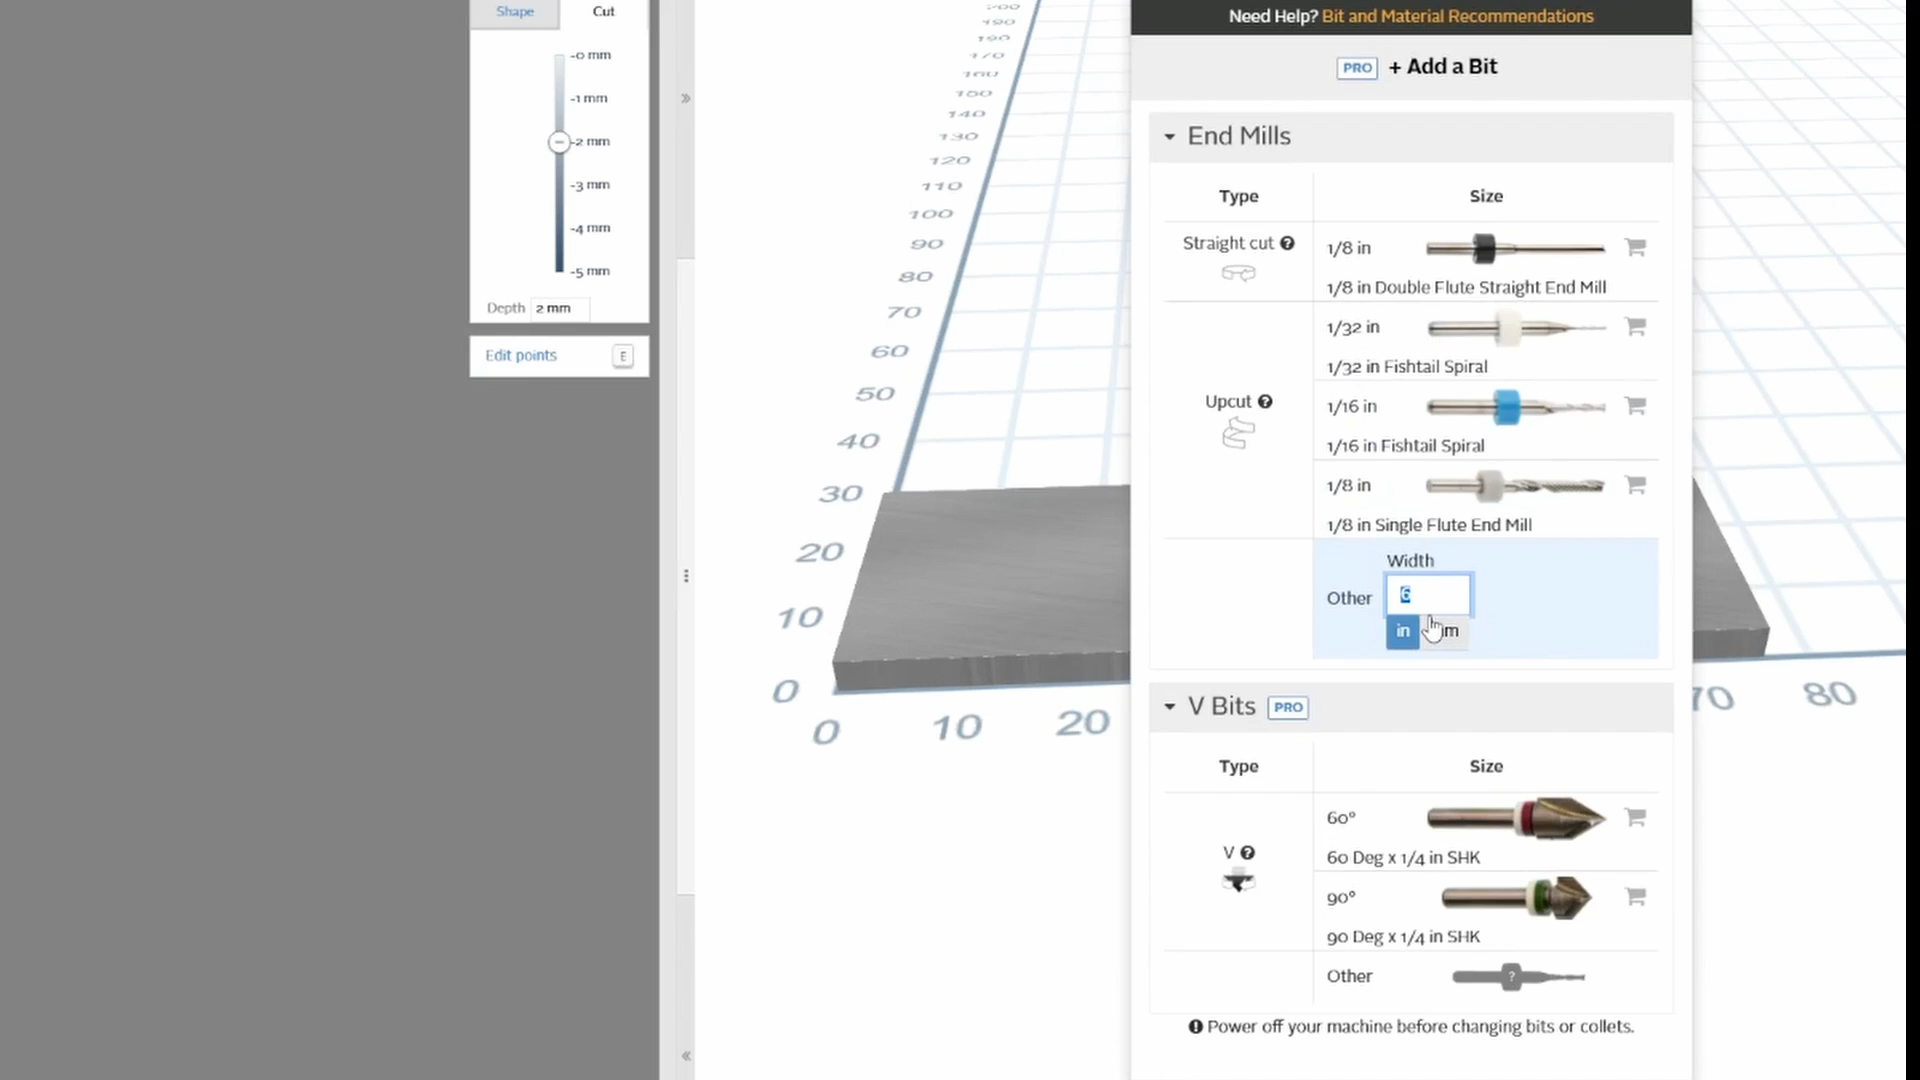 Shape
Cut
-0 mm
-1 mm
-2 mm
-3 mm
-4 mm
-5 mm
Depth 2 mm
Edit points E
190
180
170
160
150
140
130
120
110
100
90
80
70
60
50
40
30
20
10
0
0 10 20 70 80
Need Help? Bit and Material Recommendations
PRO + Add a Bit
End Mills
Type Size
Straight cut ?
1/8 in
1/8 in Double Flute Straight End Mill
1/32 in
1/32 in Fishtail Spiral
Upcut ?
1/16 in
1/16 in Fishtail Spiral
1/8 in
1/8 in Single Flute End Mill
Width
Other 6
in
V Bits PRO
Type Size
60°
60 Deg x 1/4 in SHK
V ?
90°
90 Deg x 1/4 in SHK
Other ?
Power off your machine before changing bits or collets.